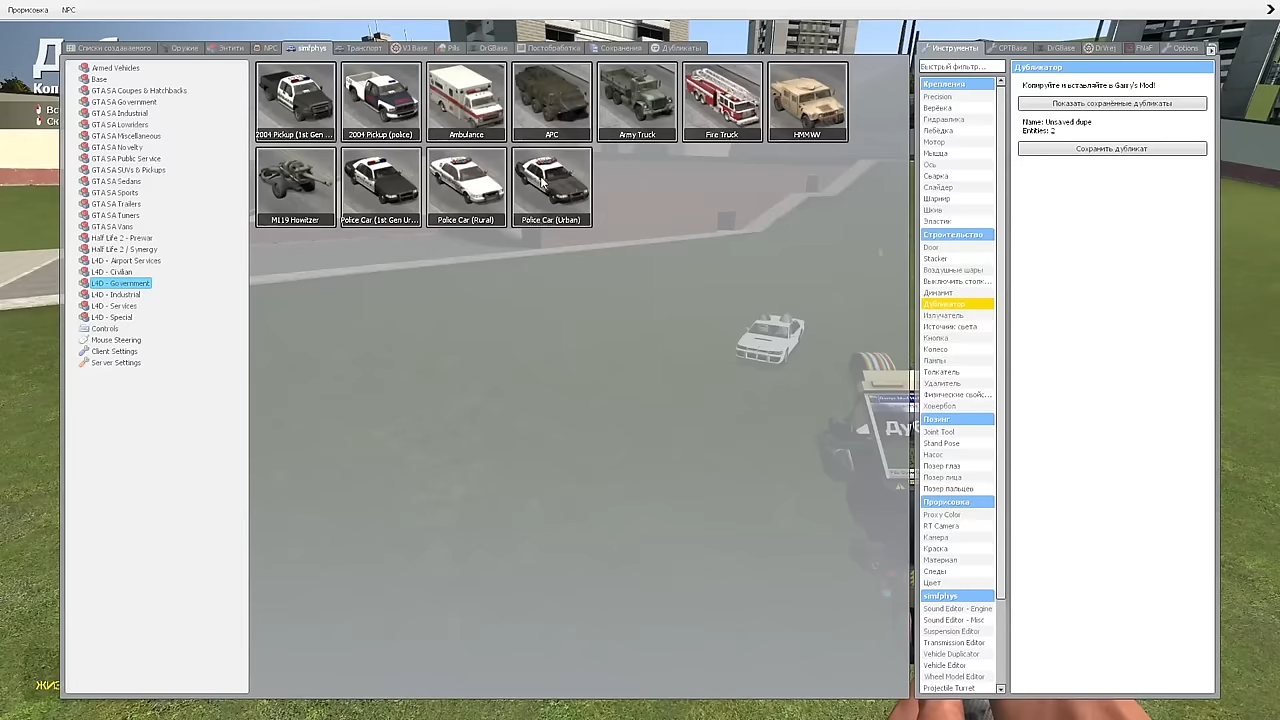 Прорисовка NPC
Списки создаваемого Оружие Энтити NPC simfphys Транспорт VJ Base Pills DrGBase Постобработка Сохранения Дубликаты
Armed Vehicles
Base
GTA SA Coupes & Hatchbacks
GTA SA Government
GTA SA Industrial
GTA SA Lowriders
GTA SA Miscellaneous
GTA SA Novelty
GTA SA Public Service
GTA SA SUVs & Pickups
GTA SA Sedans
GTA SA Sports
GTA SA Trailers
GTA SA Tuners
GTA SA Vans
Half Life 2 - Prewar
Half Life 2 / Synergy
L4D - Airport Services
L4D - Civilian
L4D - Government
L4D - Industrial
L4D - Services
L4D - Special
Controls
Mouse Steering
Client Settings
Server Settings
2004 Pickup (1st Gen ...
2004 Pickup (police)
Ambulance
APC
Army Truck
Fire Truck
HMMWV
M119 Howitzer
Police Car (1st Gen Ur...
Police Car (Rural)
Police Car (Urban)
Инструменты CPTBase DrGBase DrVrej FNaF Options
Быстрый фильтр...
Крепления
Precision
Верёвка
Гидравлика
Лебёдка
Мотор
Мышца
Ось
Сварка
Слайдер
Шарнир
Шкив
Эластик
Строительство
Door
Stacker
Воздушные шары
Выключить столк...
Динамит
Дубликатор
Излучатель
Источник света
Кнопка
Колесо
Лампы
Толкатель
Удалитель
Физические свойс...
Ховербол
Позинг
Joint Tool
Stand Pose
Насос
Позер глаз
Позер лица
Позер пальцев
Прорисовка
Proxy Color
RT Camera
Камера
Краска
Материал
Следы
Цвет
simfphys
Sound Editor - Engine
Sound Editor - Misc
Suspension Editor
Transmission Editor
Vehicle Duplicator
Vehicle Editor
Wheel Model Editor
Projectile Turret
Дубликатор
Копируйте и вставляйте в Garry's Mod!
Показать сохранённые дубликаты
Name: Unsaved dupe
Entities: 2
Сохранить дубликат